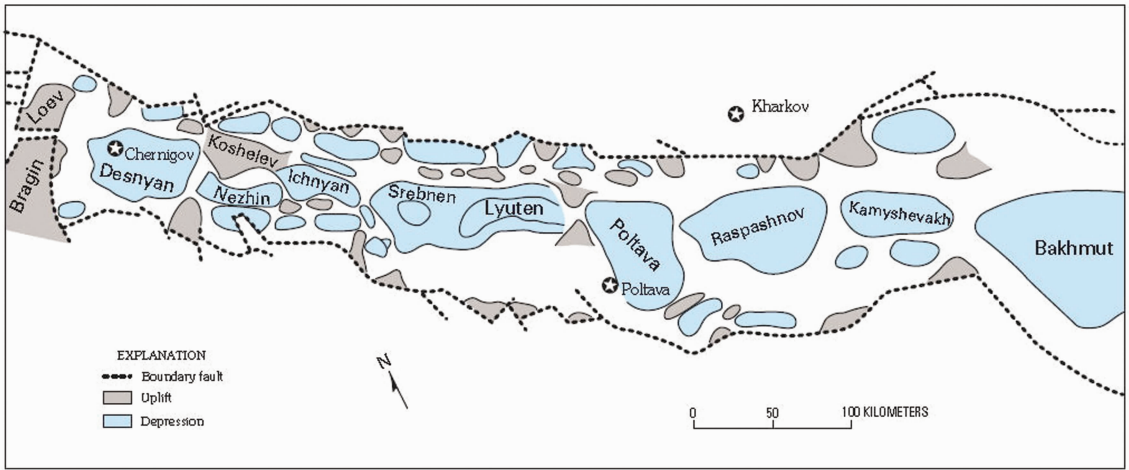 Loev
Bragin
Chernigov
Desnyan
Koshelev
Nezhin
Ichnyan
Srebnen
Lyuten
Poltava
Poltava
Kharkov
Raspashnov
Kamyshevakh
Bakhmut
EXPLANATION
Boundary fault
Uplift
Depression
N
0 50 100 KILOMETERS